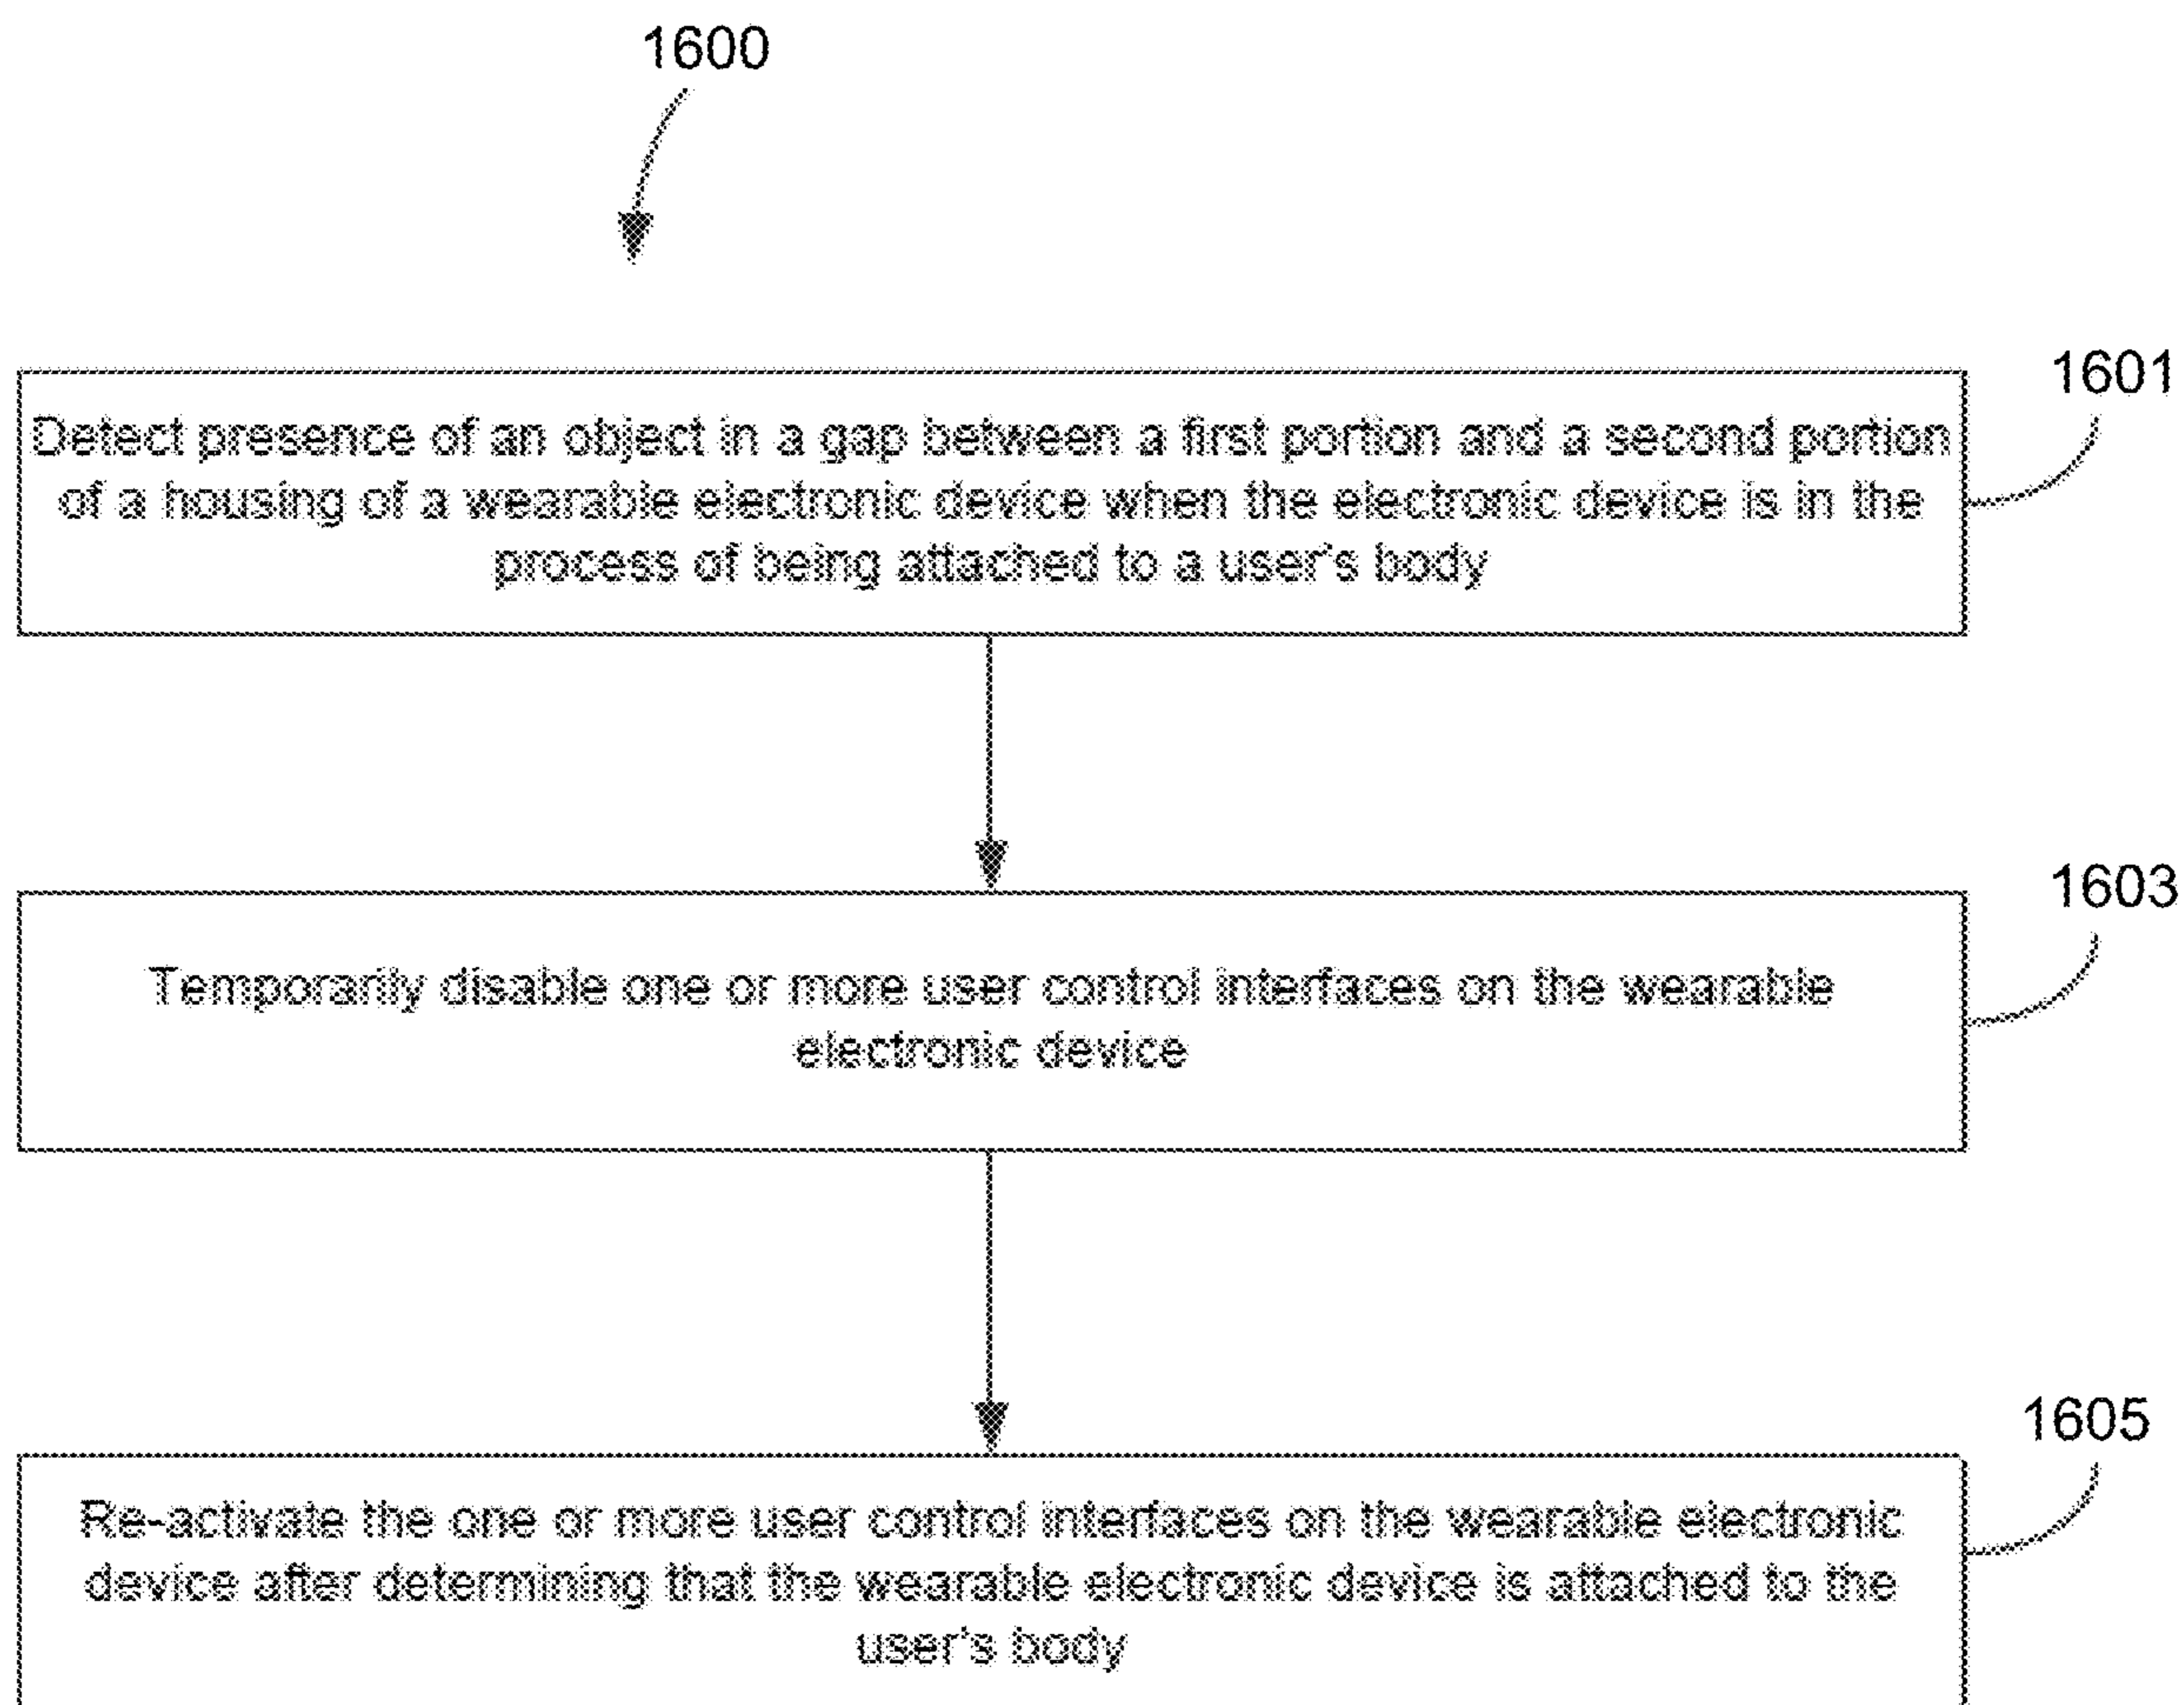 1600
1601
Detect presence of an object in a gap between a first portion and a second portion
of a housing of a wearable electronic device when the electronic device is in the
process of being attached to a user's body
1603
Temporarily disable one or more user control interfaces on the wearable
electronic device
1605
Re-activate the one or more user control interfaces on the wearable electronic
device after determining that the wearable electronic device is attached to the
user's body